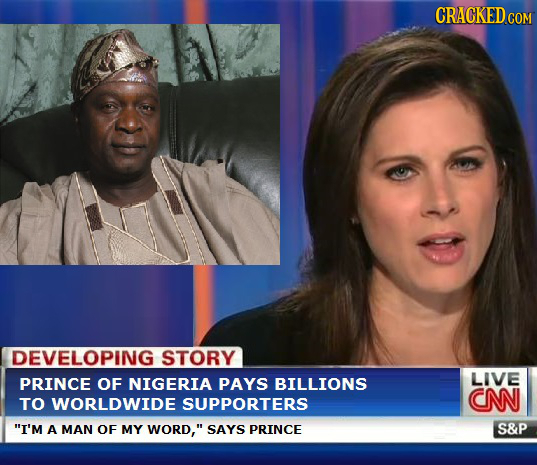 CRACKED.COM
DEVELOPING STORY
PRINCE OF NIGERIA PAYS BILLIONS
TO WORLDWIDE SUPPORTERS
LIVE
CNN
"I'M A MAN OF MY WORD," SAYS PRINCE
S&P